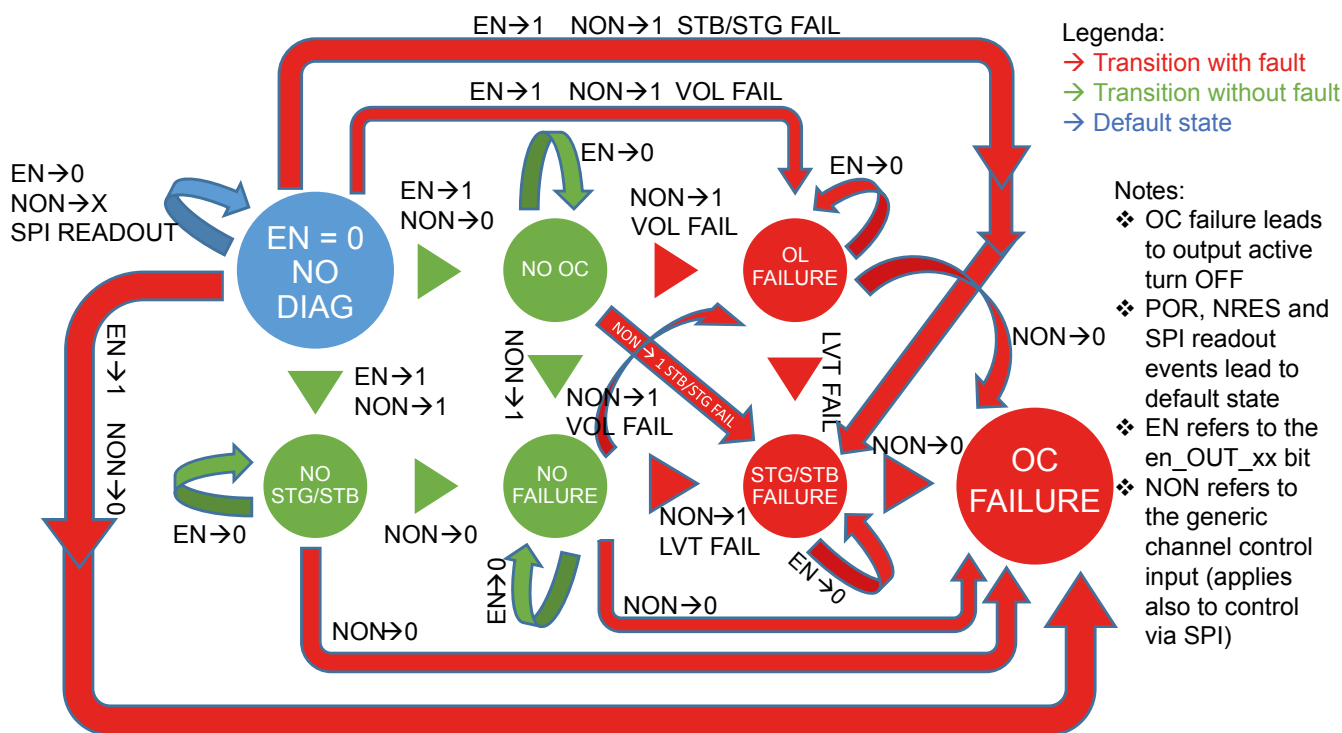 EN→1 NON→1 STB/STG FAIL
EN→1 NON→1 VOL FAIL
Legenda:
→ Transition with fault
→ Transition without fault
→ Default state
EN→0
NON→X
SPI READOUT
EN = 0
NO
DIAG
EN→1
NON→0
EN→0
NO OC
NON→1
VOL FAIL
EN→0
OL
FAILURE
NON→0
Notes:
❖ OC failure leads
to output active
turn OFF
❖ POR, NRES and
SPI readout
events lead to
default state
❖ EN refers to the
en_OUT_xx bit
❖ NON refers to
the generic
channel control
input (applies
also to control
via SPI)
EN→1 NON→0
EN→1
NON→1
NON→1
NON → 1 STB/STG FAIL
NON→1
VOL FAIL
LVT FAIL
NO
STG/STB
EN→0
NON→0
NO
FAILURE
EN→0
NON→1
LVT FAIL
STG/STB
FAILURE
EN→0
NON→0
OC
FAILURE
NON→0
NON→0